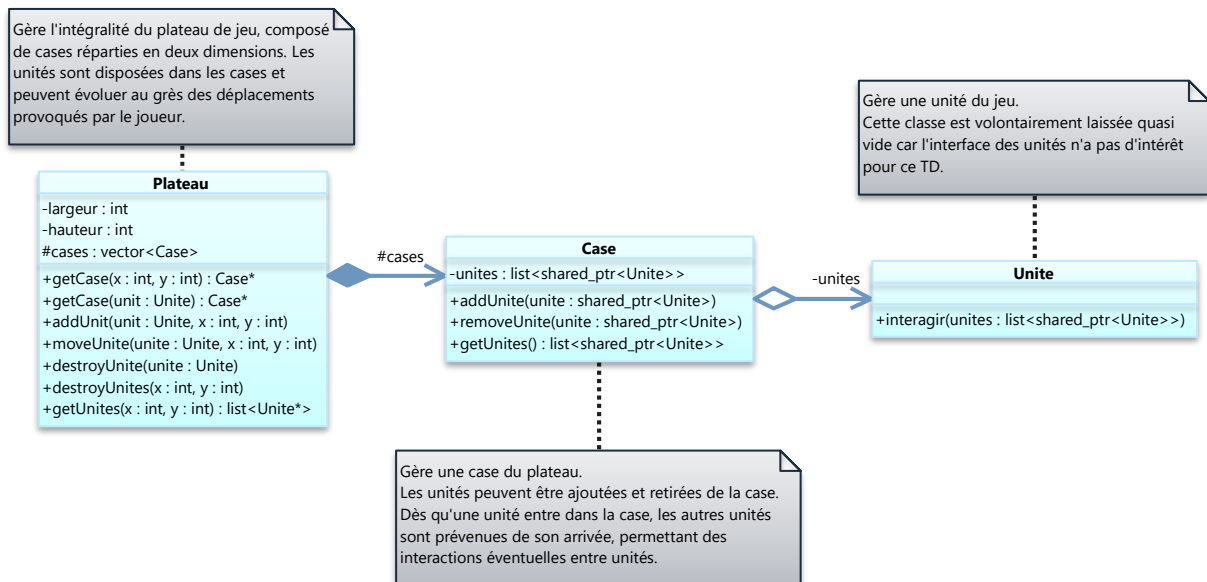 Gère l'intégralité du plateau de jeu, composé
de cases réparties en deux dimensions. Les
unités sont disposées dans les cases et
peuvent évoluer au grès des déplacements
provoqués par le joueur.
Gère une unité du jeu.
Cette classe est volontairement laissée quasi
vide car l'interface des unités n'a pas d'intérêt
pour ce TD.
Plateau
-largeur : int
-hauteur : int
#cases : vector<Case>
+getCase(x : int, y : int) : Case*
+getCase(unit : Unite) : Case*
+addUnit(unit : Unite, x : int, y : int)
+moveUnite(unite : Unite, x : int, y : int)
+destroyUnite(unite : Unite)
+destroyUnites(x : int, y : int)
+getUnites(x : int, y : int) : list<Unite*>
#cases
Case
-unites : list<shared_ptr<Unite>>
+addUnite(unite : shared_ptr<Unite>)
+removeUnite(unite : shared_ptr<Unite>)
+getUnites() : list<shared_ptr<Unite>>
-unites
Unite
+interagir(unites : list<shared_ptr<Unite>>)
Gère une case du plateau.
Les unités peuvent être ajoutées et retirées de la case.
Dès qu'une unité entre dans la case, les autres unités
sont prévenues de son arrivée, permettant des
interactions éventuelles entre unités.